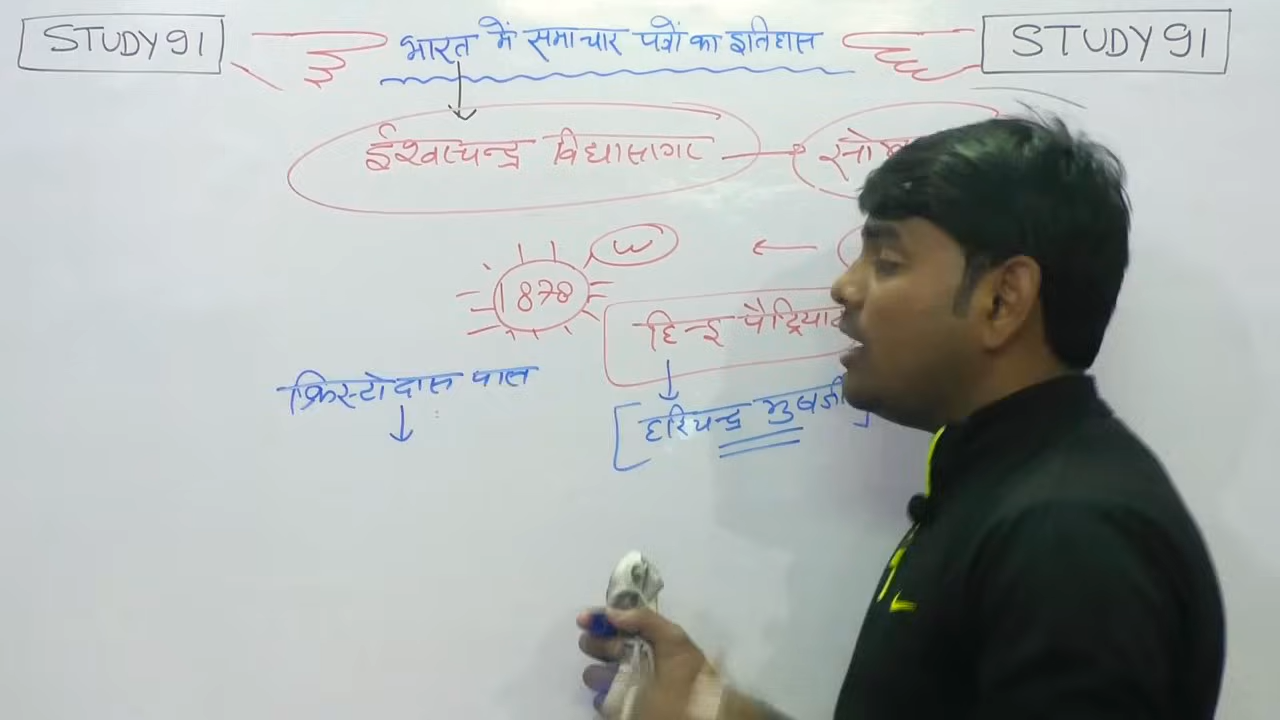 STUDY91 भारत में समाचार पत्रों का इतिहास STUDY91
ईश्वरचन्द्र विद्यासागर
1878 W
हिन्दू पैट्रियाट
क्रिस्टोदास पाल
हरिचन्द्र मुखर्जी